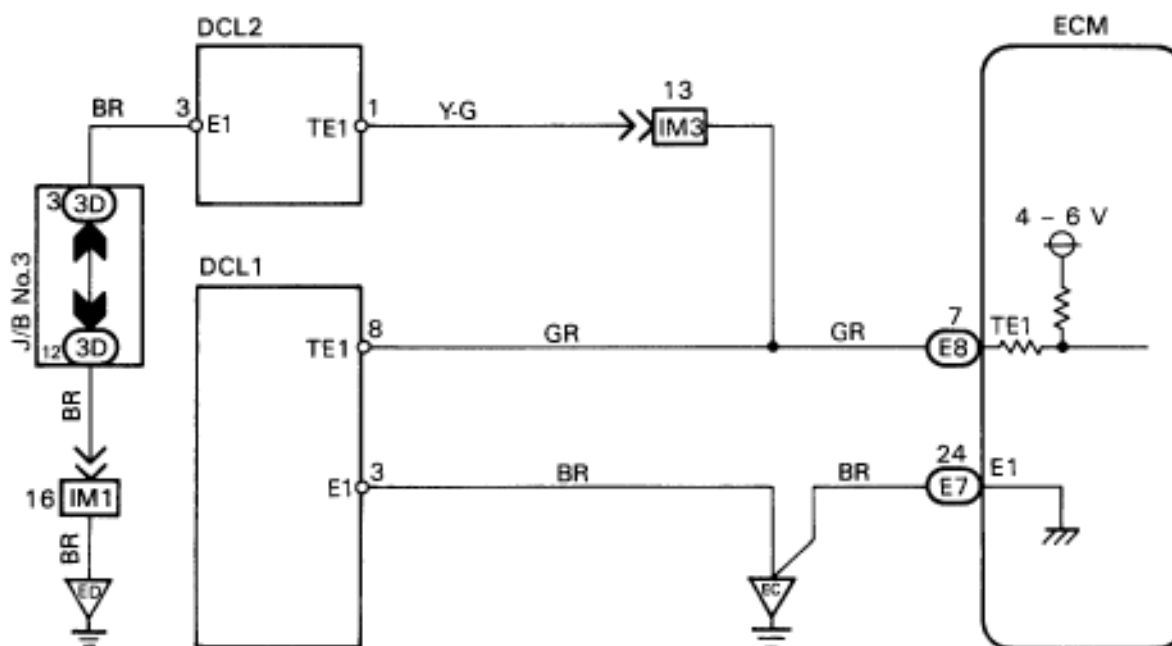 DCL2
ECM
BR
3
E1
TE1
1
Y-G
13
IM3
3
3D
J/B No.3
12
3D
4 - 6 V
DCL1
TE1
8
GR
GR
7
E8
TE1
BR
16
IM1
BR
ED
E1
3
BR
BR
24
E7
E1
EC